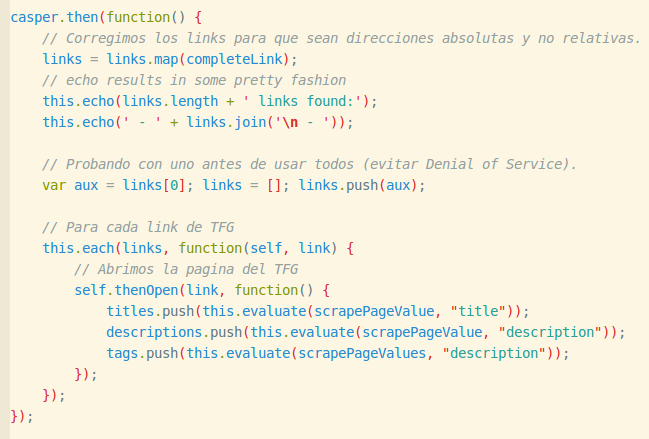 casper.then(function() {
    // Corregimos los links para que sean direcciones absolutas y no relativas.
    links = links.map(completeLink);
    // echo results in some pretty fashion
    this.echo(links.length + ' links found:');
    this.echo(' - ' + links.join('\n - '));

    // Probando con uno antes de usar todos (evitar Denial of Service).
    var aux = links[0]; links = []; links.push(aux);

    // Para cada link de TFG
    this.each(links, function(self, link) {
        // Abrimos la pagina del TFG
        self.thenOpen(link, function() {
            titles.push(this.evaluate(scrapePageValue, "title"));
            descriptions.push(this.evaluate(scrapePageValue, "description"));
            tags.push(this.evaluate(scrapePageValues, "description"));
        });
    });
});